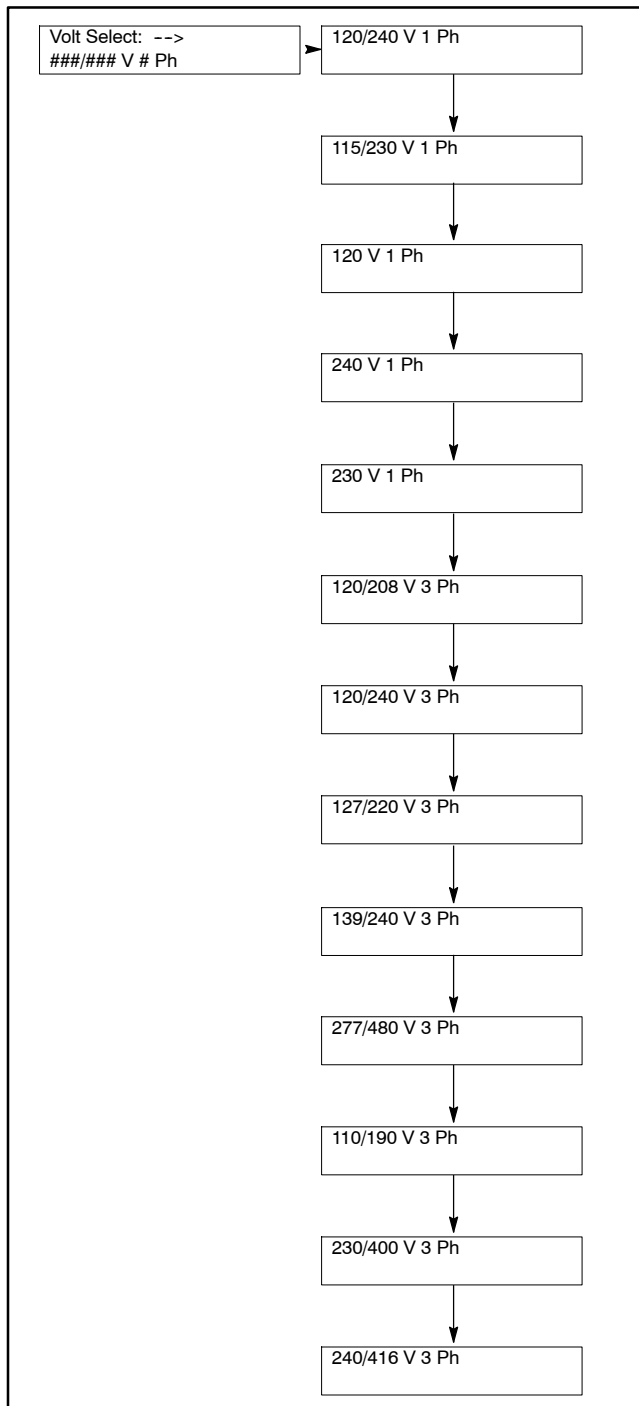 Volt Select: -->
###/### V # Ph
120/240 V 1 Ph
115/230 V 1 Ph
120 V 1 Ph
240 V 1 Ph
230 V 1 Ph
120/208 V 3 Ph
120/240 V 3 Ph
127/220 V 3 Ph
139/240 V 3 Ph
277/480 V 3 Ph
110/190 V 3 Ph
230/400 V 3 Ph
240/416 V 3 Ph